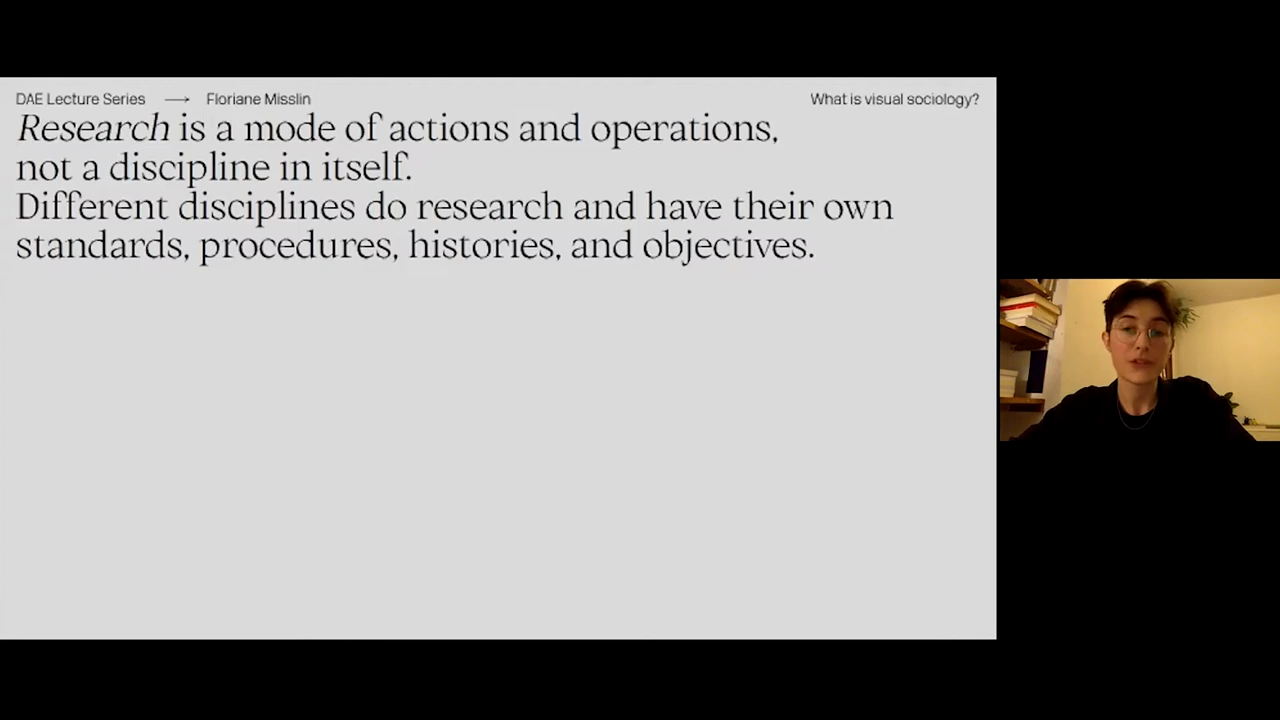 DAE Lecture Series → Floriane Misslin What is visual sociology?
Research is a mode of actions and operations,
not a discipline in itself.
Different disciplines do research and have their own
standards, procedures, histories, and objectives.